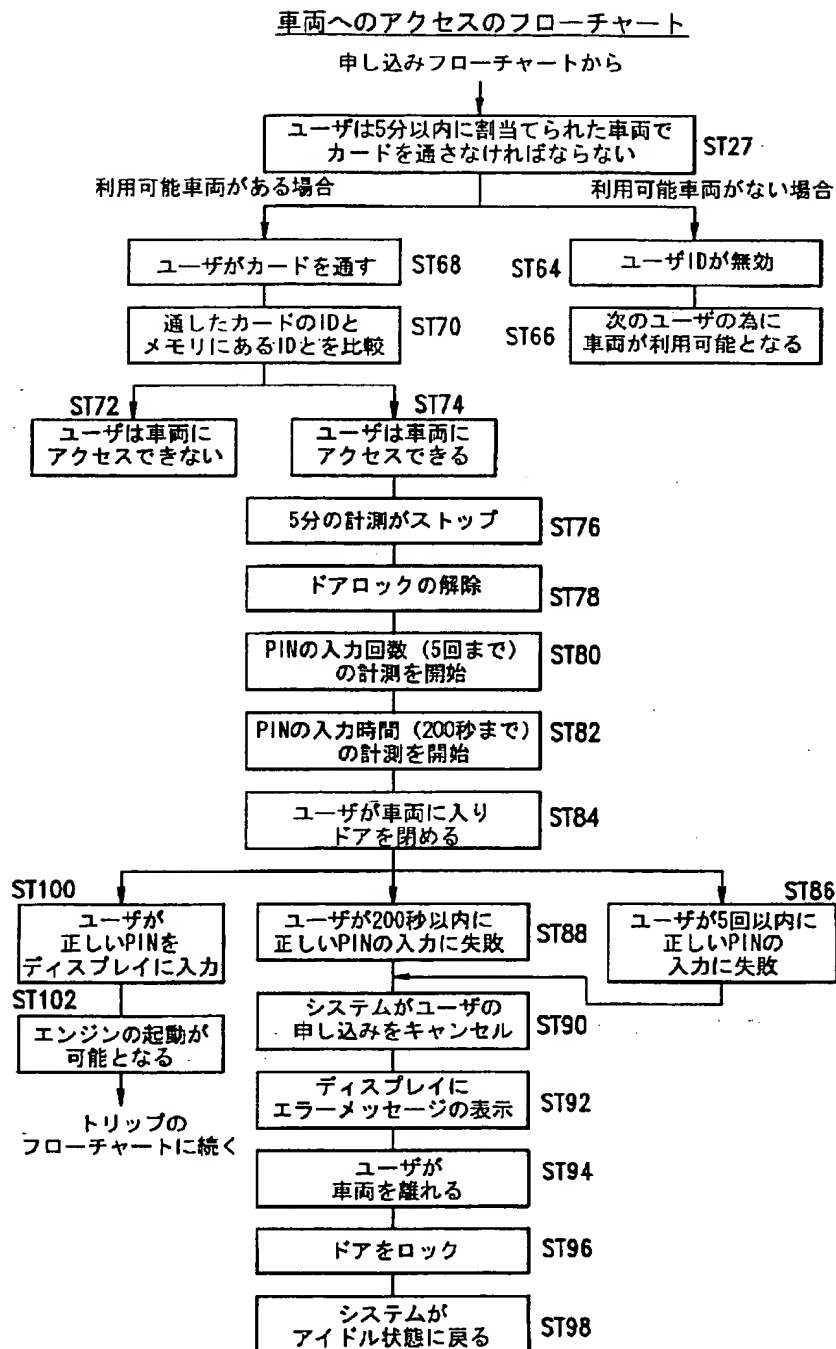 車両へのアクセスのフローチャート
申し込みフローチャートから
ユーザは5分以内に割当てられた車両で
カードを通さなければならない
ST27
利用可能車両がある場合
利用可能車両がない場合
ユーザがカードを通す
ST68
ST64
ユーザIDが無効
通したカードのIDと
メモリにあるIDとを比較
ST70
ST66
次のユーザの為に
車両が利用可能となる
ST72
ユーザは車両に
アクセスできない
ST74
ユーザは車両に
アクセスできる
5分の計測がストップ
ST76
ドアロックの解除
ST78
PINの入力回数（5回まで）
の計測を開始
ST80
PINの入力時間（200秒まで）
の計測を開始
ST82
ユーザが車両に入り
ドアを閉める
ST84
ST100
ユーザが
正しいPINを
ディスプレイに入力
ユーザが200秒以内に
正しいPINの入力に失敗
ST88
ST86
ユーザが5回以内に
正しいPINの
入力に失敗
ST102
エンジンの起動が
可能となる
トリップの
フローチャートに続く
システムがユーザの
申し込みをキャンセル
ST90
ディスプレイに
エラーメッセージの表示
ST92
ユーザが
車両を離れる
ST94
ドアをロック
ST96
システムが
アイドル状態に戻る
ST98